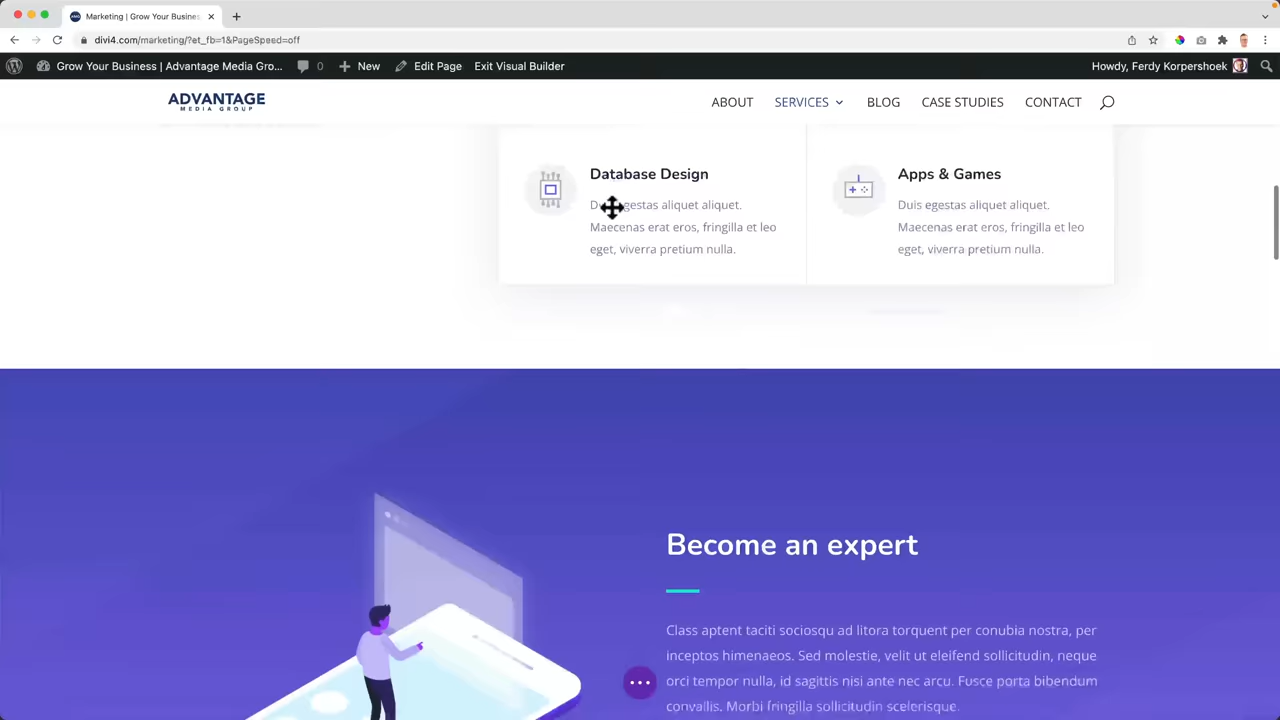 Marketing | Grow Your Busines
divi4.com/marketing/?et_fb=1&PageSpeed=off
Grow Your Business | Advantage Media Gro... 0 New Edit Page Exit Visual Builder Howdy, Ferdy Korpershoek
ADVANTAGE
MEDIA GROUP
ABOUT SERVICES BLOG CASE STUDIES CONTACT
Database Design
Duis egestas aliquet aliquet.
Maecenas erat eros, fringilla et leo
eget, viverra pretium nulla.
Apps & Games
Duis egestas aliquet aliquet.
Maecenas erat eros, fringilla et leo
eget, viverra pretium nulla.
Become an expert
Class aptent taciti sociosqu ad litora torquent per conubia nostra, per
inceptos himenaeos. Sed molestie, velit ut eleifend sollicitudin, neque
orci tempor nulla, id sagittis nisi ante nec arcu. Fusce porta bibendum
convallis. Morbi fringilla sollicitudin scelerisque.